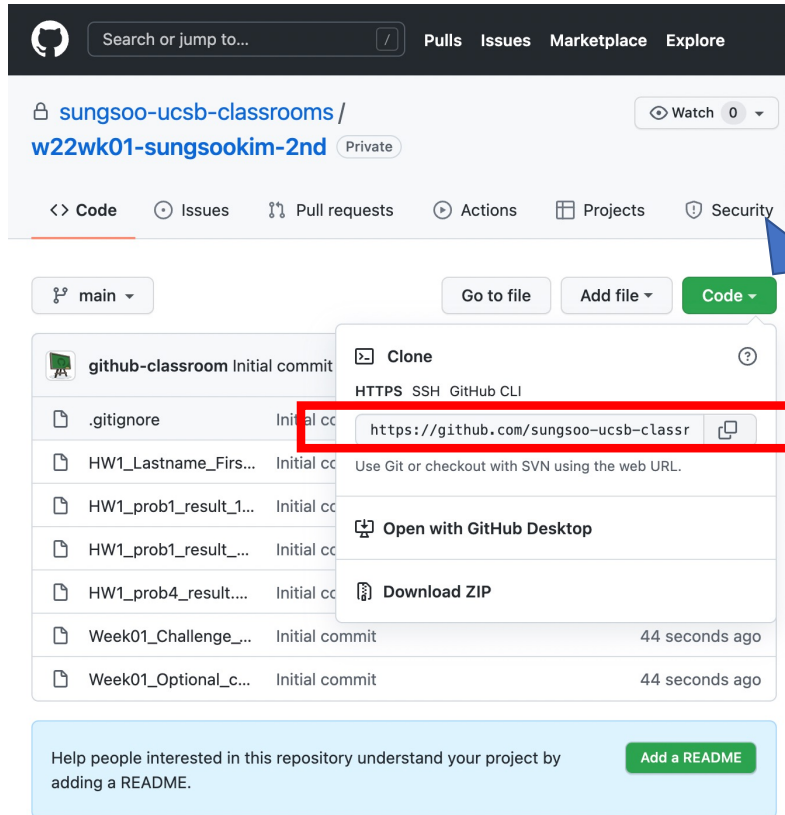 Search or jump to... / Pulls Issues Marketplace Explore
sungsoo-ucsb-classrooms / Watch 0
w22wk01-sungsookim-2nd Private
<> Code Issues Pull requests Actions Projects Security
main Go to file Add file Code
github-classroom Initial commit
Clone ?
HTTPS SSH GitHub CLI
.gitignore Initial co
https://github.com/sungsoo-ucsb-classr
HW1_Lastname_Firs... Initial co
Use Git or checkout with SVN using the web URL.
HW1_prob1_result_1... Initial co
Open with GitHub Desktop
HW1_prob1_result_... Initial co
HW1_prob4_result.... Initial co
Download ZIP
Week01_Challenge_... Initial commit 44 seconds ago
Week01_Optional_c... Initial commit 44 seconds ago
Help people interested in this repository understand your project by
adding a README.
Add a README